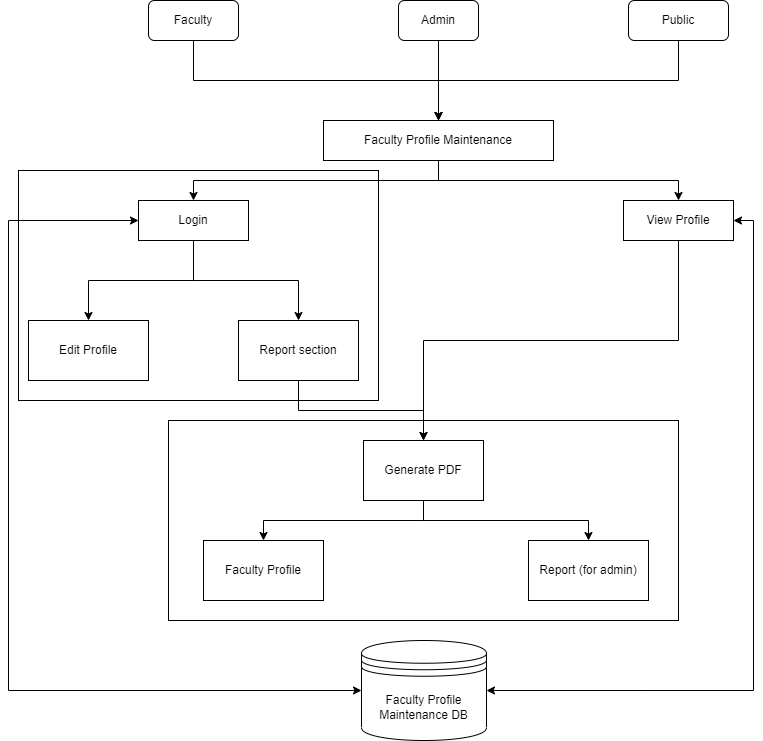 Faculty
Admin
Public
Faculty Profile Maintenance
Login
View Profile
Edit Profile
Report section
Generate PDF
Faculty Profile
Report (for admin)
Faculty Profile
Maintenance DB